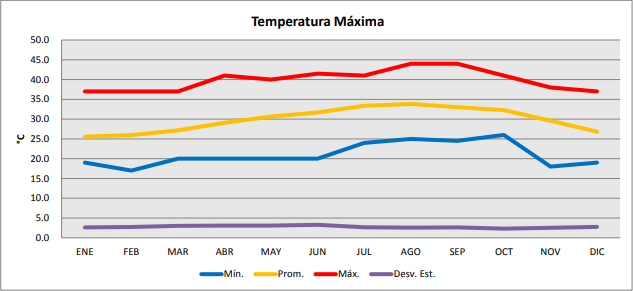 Temperatura Máxima
50.0
45.0
40.0
35.0
30.0
25.0
20.0
15.0
10.0
5.0
0.0
°C
ENE FEB MAR ABR MAY JUN JUL AGO SEP OCT NOV DIC
Mín. Prom. Máx. Desv. Est.